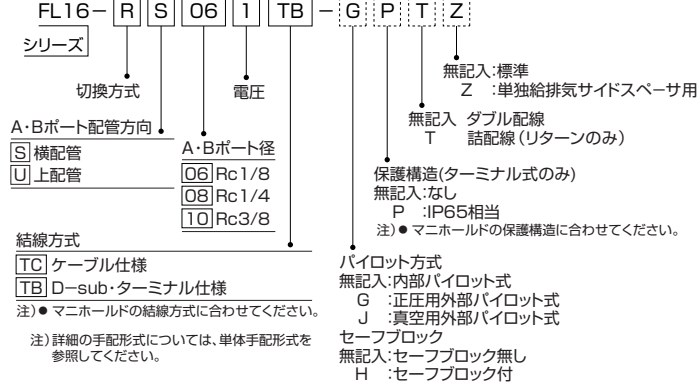 FL16－ R S 06 1 TB － G P T Z
シリーズ
切換方式
電圧
A・Bポート配管方向
S 横配管
U 上配管
A・Bポート径
06 Rc1/8
08 Rc1/4
10 Rc3/8
結線方式
TC ケーブル仕様
TB D－sub・ターミナル仕様
注)● マニホールドの結線方式に合わせてください。
注) 詳細の手配形式については、単体手配形式を
参照してください。
無記入:標準
Z :単独給排気サイドスペーサ用
無記入 ダブル配線
T 詰配線(リターンのみ)
保護構造(ターミナル式のみ)
無記入:なし
P :IP65相当
注)● マニホールドの保護構造に合わせてください。
パイロット方式
無記入:内部パイロット式
G :正圧用外部パイロット式
J :真空用外部パイロット式
セーフブロック
無記入:セーフブロック無し
H :セーフブロック付